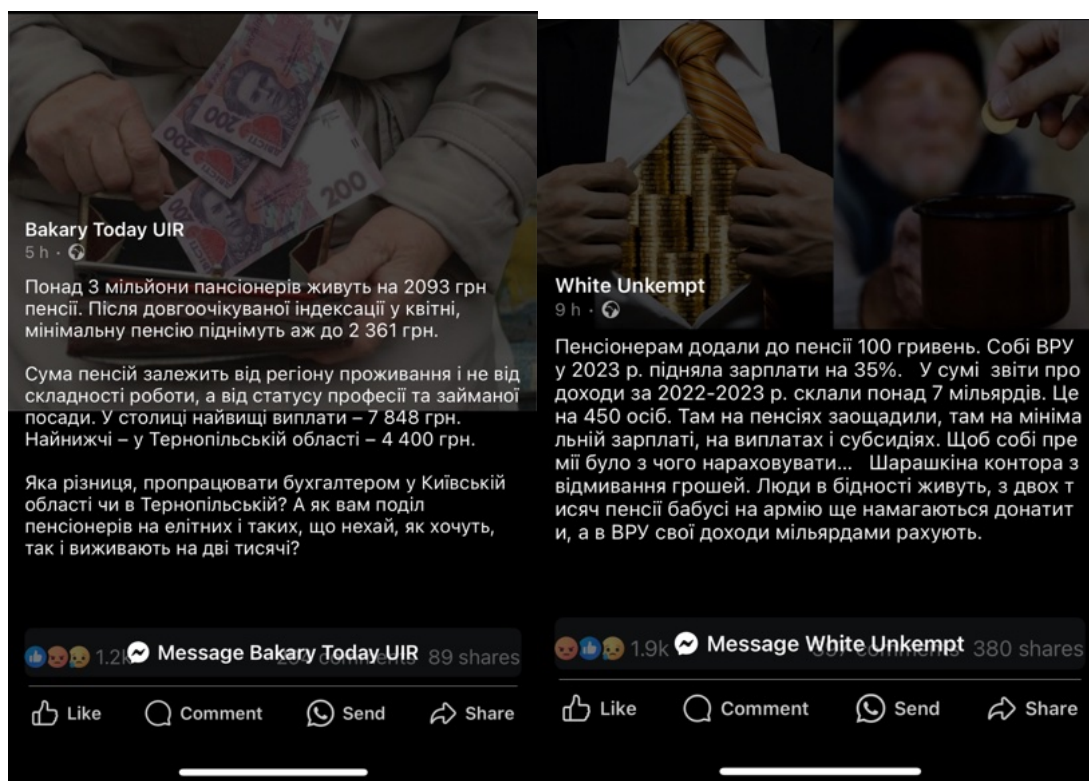 Bakary Today UIR
5 h ·
Понад 3 мільйони пансіонерів живуть на 2093 грн
пенсії. Після довгоочікуваної індексації у квітні,
мінімальну пенсію піднімуть аж до 2 361 грн.
Сума пенсій залежить від регіону проживання і не від
складності роботи, а від статусу професії та займаної
посади. У столиці найвищі виплати – 7 848 грн.
Найнижчі – у Тернопільській області – 4 400 грн.
Яка різниця, пропрацювати бухгалтером у Київській
області чи в Тернопільській? А як вам поділ
пенсіонерів на елітних і таких, що нехай, як хочуть,
так і виживають на дві тисячі?
1.2k
Message Bakary Today UIR
comments 89 shares
Like Comment Send Share
White Unkempt
9 h ·
Пенсіонерам додали до пенсії 100 гривень. Собі ВРУ
у 2023 р. підняла зарплати на 35%. У сумі звіти про
доходи за 2022-2023 р. склали понад 7 мільярдів. Це
на 450 осіб. Там на пенсіях заощадили, там на мініма
льній зарплаті, на виплатах і субсидіях. Щоб собі пре
мії було з чого нараховувати... Шарашкіна контора з
відмивання грошей. Люди в бідності живуть, з двох т
исяч пенсії бабусі на армію ще намагаються донатит
и, а в ВРУ свої доходи мільярдами рахують.
1.9k
Message White Unkempt
comments 380 shares
Like Comment Send Share
200
200
200